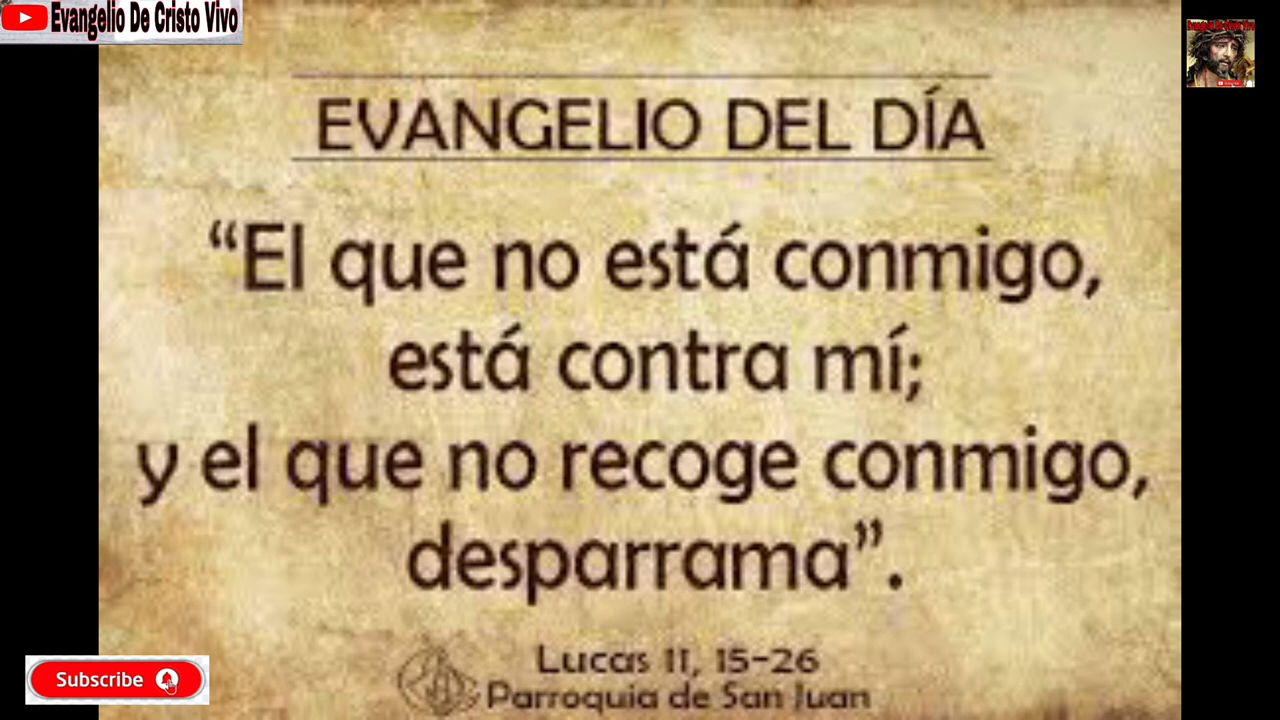 Evangelio De Cristo Vivo
EVANGELIO DEL DÍA
“El que no está conmigo,
está contra mí;
y el que no recoge conmigo,
desparrama”.
Lucas 11, 15-26
Parroquia de San Juan
Subscribe